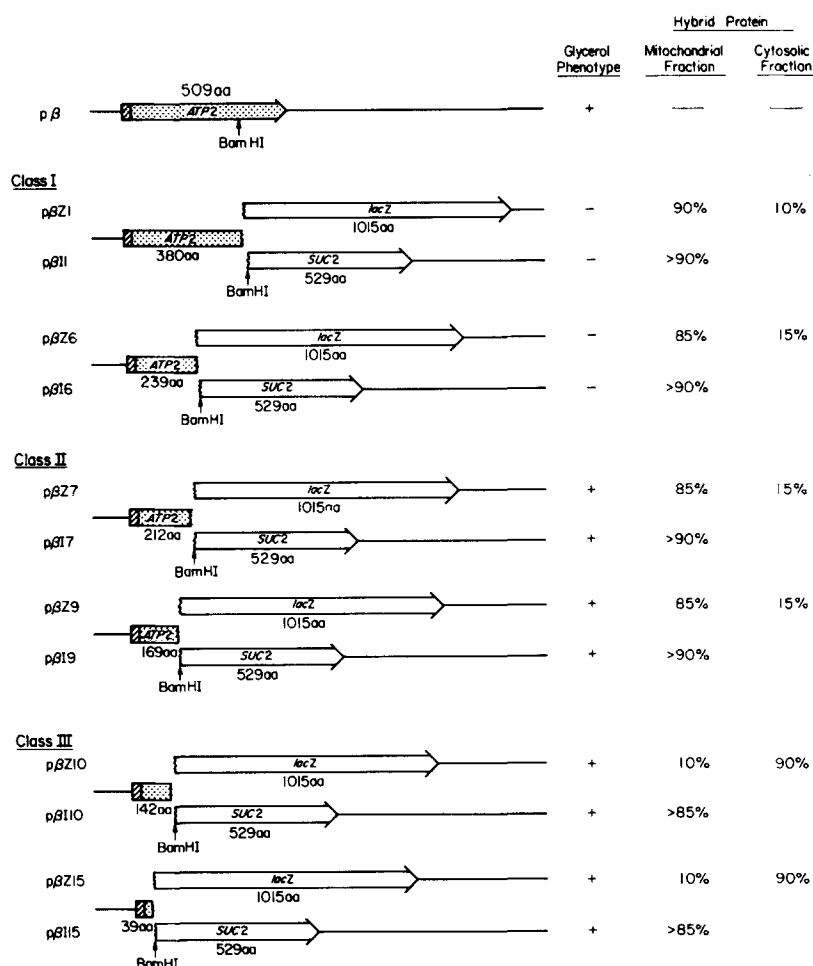 Hybrid Protein
Glycerol Phenotype
Mitochondrial Fraction
Cytosolic Fraction
509aa
pβ ATP2 + — —
BamHI
Class I
pβZ1 lacZ − 90% 10%
1015aa
ATP2
380aa
pβI1 SUC2 − >90%
529aa
BamHI
pβZ6 lacZ − 85% 15%
1015aa
ATP2
239aa
pβI6 SUC2 − >90%
529aa
BamHI
Class II
pβZ7 lacZ + 85% 15%
1015aa
ATP2
212aa
pβI7 SUC2 + >90%
529aa
BamHI
pβZ9 lacZ + 85% 15%
1015aa
ATP2
169aa
pβI9 SUC2 + >90%
529aa
BamHI
Class III
pβZ10 lacZ + 10% 90%
1015aa
142aa
pβI10 SUC2 + >85%
529aa
BamHI
pβZ15 lacZ + 10% 90%
1015aa
39aa
pβI15 SUC2 + >85%
529aa
BamHI